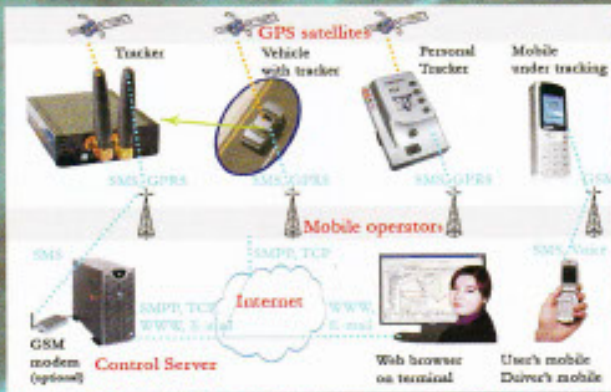 GPS satellites
Tracker
Vehicle
with tracker
Personal
Tracker
Mobile
under tracking
SMS, GPRS
SMS, GPRS
SMS, GPRS
GSM
Mobile operators
SMS
SMPP, TCP
SMS, Voice
SMPP, TCP
WWW, E-mail
Internet
WWW,
E-mail
GSM
modem
(optional)
Control Server
Web browser
on terminal
User's mobile
Driver's mobile